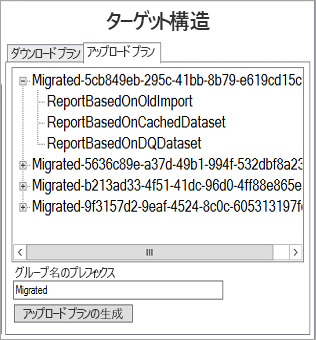 ターゲット構造
ダウンロードプラン アップロードプラン
Migrated-5cb849eb-295c-41bb-8b79-e619cd15c
ReportBasedOnOldImport
ReportBasedOnCachedDataset
ReportBasedOnDQDataset
Migrated-5636c89e-a37d-49b1-994f-532dbf8a23
Migrated-b213ad33-4f51-41dc-96d0-4ff88e865e
Migrated-9f3157d2-9eaf-4524-8c0c-605313197f
グループ名のプレフィックス
Migrated
アップロードプランの生成